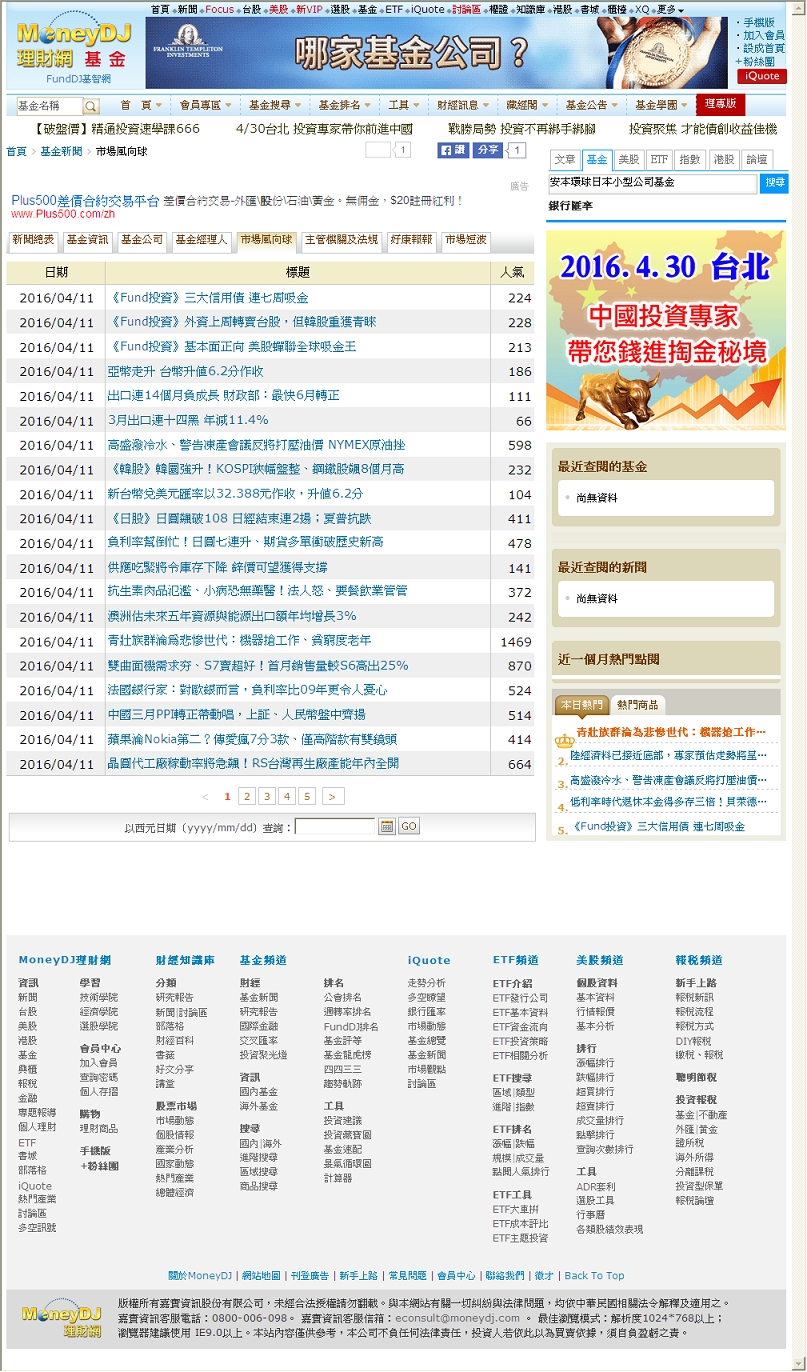 首頁 新聞 Focus 台股 美股 新VIP 選股 基金 ETF iQuote 討論區 權證 知識庫 港股 書城 櫃檯 XQ 更多
MoneyDJ
理財網 基金
FundDJ基智網
FRANKLIN TEMPLETON
INVESTMENTS
哪家基金公司？
手機版
加入會員
設成首頁
+粉絲團
iQuote
基金名稱 首 頁 會員專區 基金搜尋 基金排名 工具 財經訊息 藏經閣 基金公告 基金學園 理專版
【破盤價】精通投資速學課666 4/30台北 投資專家帶你前進中國 戰勝局勢 投資不再綁手綁腳 投資聚焦 才能債創收益佳機
首頁 > 基金新聞 > 市場風向球
1 讚 分享 1
文章 基金 美股 ETF 指數 港股 論壇
安本環球日本小型公司基金 搜尋
銀行匯率
廣告
Plus500差價合約交易平台 差價合約交易-外匯\股份\石油\黃金。無佣金，$20註冊紅利！
www.Plus500.com/zh
新聞總表 基金資訊 基金公司 基金經理人 市場風向球 主管機關及法規 好康報報 市場短波
日期 標題 人氣
2016/04/11 《Fund投資》三大信用債 連七周吸金 224
2016/04/11 《Fund投資》外資上周轉賣台股，但韓股重獲青睞 228
2016/04/11 《Fund投資》基本面正向 美股蟬聯全球吸金王 213
2016/04/11 亞幣走升 台幣升值6.2分作收 186
2016/04/11 出口連14個月負成長 財政部：最快6月轉正 111
2016/04/11 3月出口連十四黑 年減11.4% 66
2016/04/11 高盛潑冷水、警告凍產會議反將打壓油價 NYMEX原油挫 598
2016/04/11 《韓股》韓圜強升！KOSPI狹幅盤整、鋼鐵股飆8個月高 232
2016/04/11 新台幣兌美元匯率以32.388元作收，升值6.2分 104
2016/04/11 《日股》日圓飆破108 日經結束連2揚；夏普抗跌 411
2016/04/11 負利率幫倒忙！日圓七連升、期貨多單衝破歷史新高 478
2016/04/11 供應吃緊將令庫存下降 鋅價可望獲得支撐 141
2016/04/11 抗生素肉品氾濫、小病恐無藥醫！法人怒、要餐飲業管管 372
2016/04/11 澳洲估未來五年資源與能源出口額年均增長3% 242
2016/04/11 青壯族群淪為悲慘世代：機器搶工作、貧窮度老年 1469
2016/04/11 雙曲面機需求夯、S7賣超好！首月銷售量較S6高出25% 870
2016/04/11 法國銀行家：對歐銀而言，負利率比09年更令人憂心 524
2016/04/11 中國三月PPI轉正帶動唱，上証、人民幣盤中齊揚 514
2016/04/11 蘋果淪Nokia第二？傳愛瘋7分3款、僅高階款有雙鏡頭 414
2016/04/11 晶圓代工廠稼動率將急飆！RS台灣再生廠產能年內全開 664
< 1 2 3 4 5 >
以西元日期（yyyy/mm/dd）查詢： GO
2016.4.30 台北
中國投資專家
帶您錢進掏金秘境
最近查閱的基金
尚無資料
最近查閱的新聞
尚無資料
近一個月熱門點閱
本日熱門 熱門商品
青壯族群淪為悲慘世代：機器搶工作…
2. 陸經濟料已接近底部，專家預估走勢將呈…
3. 高盛潑冷水、警告凍產會議反將打壓油價…
4. 低利率時代退休本金得多存三倍！貝萊德…
5. 《Fund投資》三大信用債 連七周吸金
MoneyDJ理財網
資訊
新聞
台股
美股
港股
基金
興櫃
報稅
金融
專題報導
個人理財
ETF
書城
部落格
iQuote
熱門產業
討論區
多空訊號
學習
技術學院
經濟學院
選股學院
會員中心
加入會員
查詢密碼
個人存摺
購物
理財商品
手機版
+粉絲團
財經知識庫
分類
研究報告
新聞|討論區
部落格
財經百科
書籤
好文分享
講堂
股票市場
市場動態
個股情報
產業分析
國家動態
熱門產業
總體經濟
基金頻道
財經
基金新聞
研究報告
國際金融
交叉匯率
投資聚光燈
資訊
國內基金
海外基金
搜尋
國內|海外
進階搜尋
區域搜尋
商品搜尋
排名
公會排名
週轉率排名
FundDJ排名
基金評等
基金龍虎榜
四四三三
趨勢軌跡
工具
投資建議
投資藏寶圖
基金速配
景氣循環圖
計算器
iQuote
走勢分析
多空瞭望
銀行匯率
市場動態
基金總覽
基金新聞
市場觀點
討論區
ETF頻道
ETF介紹
ETF發行公司
ETF基本資料
ETF資金流向
ETF投資策略
ETF相關分析
ETF搜尋
區域|類型
進階|指數
ETF排名
漲幅|跌幅
規模|成交量
點閱人氣排行
ETF工具
ETF大車拚
ETF成本評比
ETF主題投資
美股頻道
個股資料
基本資料
行情報價
基本分析
排行
漲幅排行
跌幅排行
超買排行
超賣排行
成交量排行
點擊排行
查詢次數排行
工具
ADR套利
選股工具
行事曆
各類股績效表現
報稅頻道
新手上路
報稅新訊
報稅流程
報稅方式
DIY報稅
繳稅、報稅
聰明節稅
投資報稅
基金|不動產
外匯|黃金
證所稅
海外所得
分離課稅
投資型保單
報稅論壇
關於MoneyDJ | 網站地圖 | 刊登廣告 | 新手上路 | 常見問題 | 會員中心 | 聯絡我們 | 徵才 | Back To Top
MoneyDJ
理財網
版權所有嘉實資訊股份有限公司，未經合法授權請勿翻載。與本網站有關一切糾紛與法律問題，均依中華民國相關法令解釋及適用之。
嘉實資訊客服電話：0800-006-098。 嘉實資訊客服信箱：econsult@moneydj.com 。 最佳瀏覽模式：解析度1024*768以上；
瀏覽器建議使用 IE9.0以上。本站內容僅供參考，本公司不負任何法律責任，投資人若依此以為買賣依據，須自負盈虧之責。